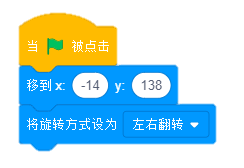 当 被点击
移到 x: -14 y: 138
将旋转方式设为 左右翻转